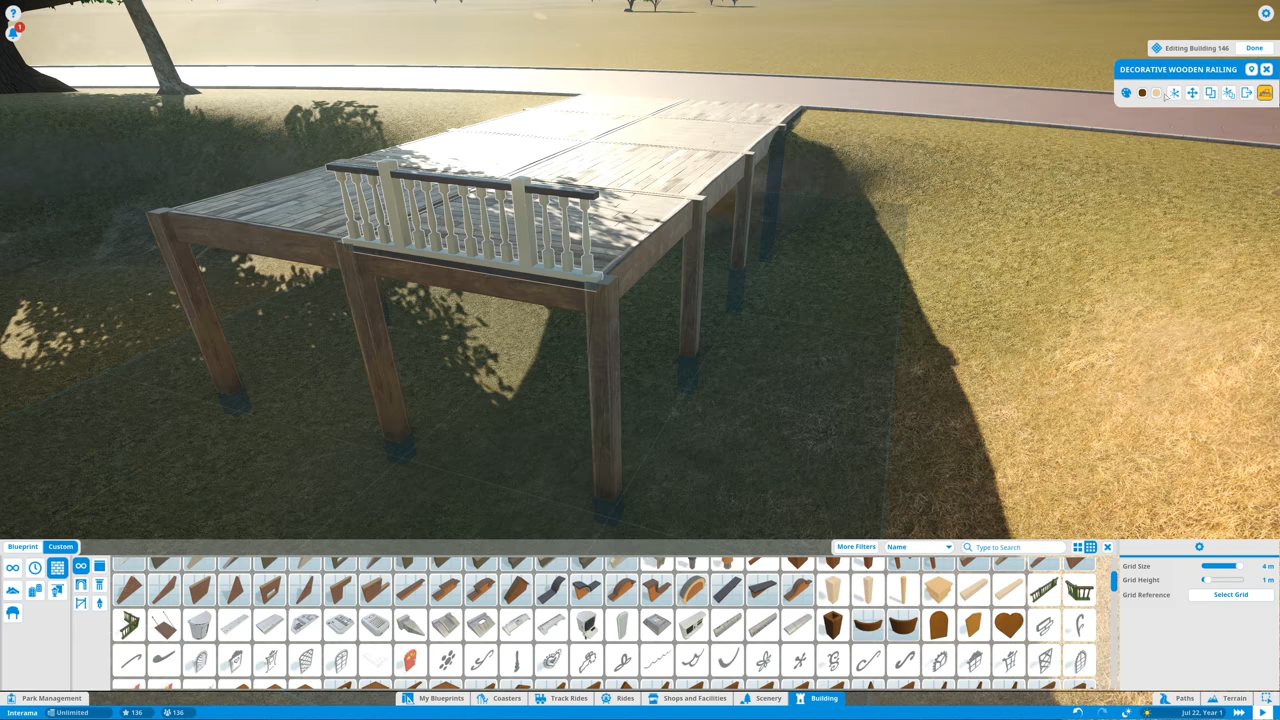 ?
1
Editing Building 146 Done
DECORATIVE WOODEN RAILING
Blueprint Custom More Filters Name Type to Search
Grid Size 4 m
Grid Height 1 m
Grid Reference Select Grid
Park Management My Blueprints Coasters Track Rides Rides Shops and Facilities Scenery Building Paths Terrain
Interama Unlimited 136 136 Jul 22, Year 1